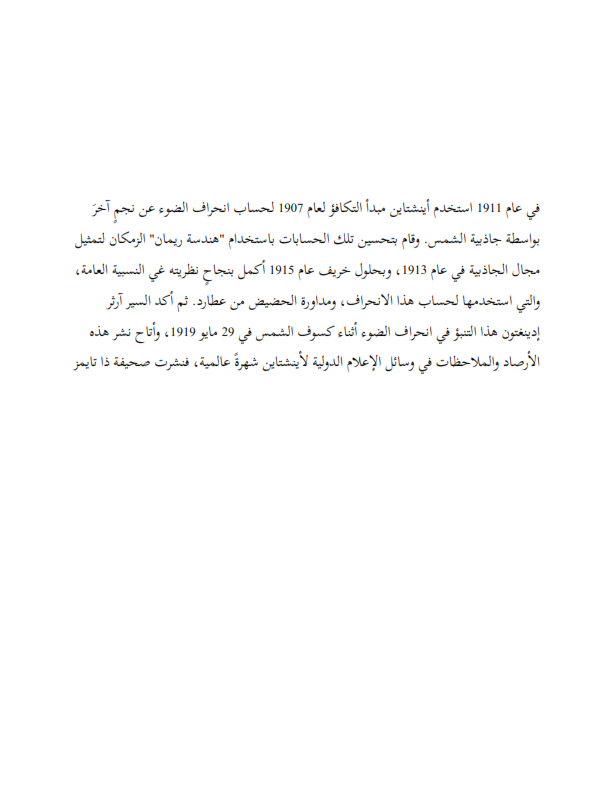 في عام 1911 استخدم أينشتاين مبدأ التكافؤ لعام 1907 لحساب انحراف الضوء عن نجمٍ آخرَ
بواسطة جاذبية الشمس. وقام بتحسين تلك الحسابات باستخدام "هندسة ريمان" الزمكان لتمثيل
مجال الجاذبية في عام 1913، وبحلول خريف عام 1915 أكمل بنجاحٍ نظريته غي النسبية العامة،
والتي استخدمها لحساب هذا الانحراف، ومداورة الحضيض من عطارد. ثم أكد السير آرثر
إدينغتون هذا التنبؤ في انحراف الضوء أثناء كسوف الشمس في 29 مايو 1919، وأتاح نشر هذه
الأرصاد والملاحظات في وسائل الإعلام الدولية لأينشتاين شهرةً عالمية، فنشرت صحيفة ذا تايمز